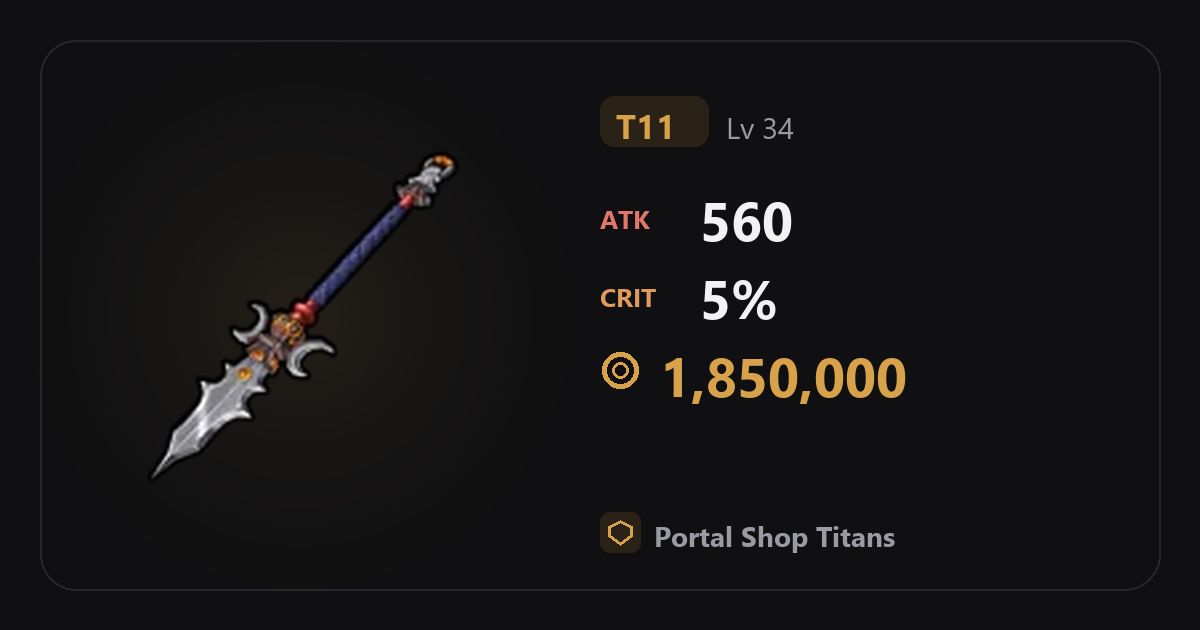 T11 Lv 34
ATK 560
CRIT 5%
1,850,000
Portal Shop Titans